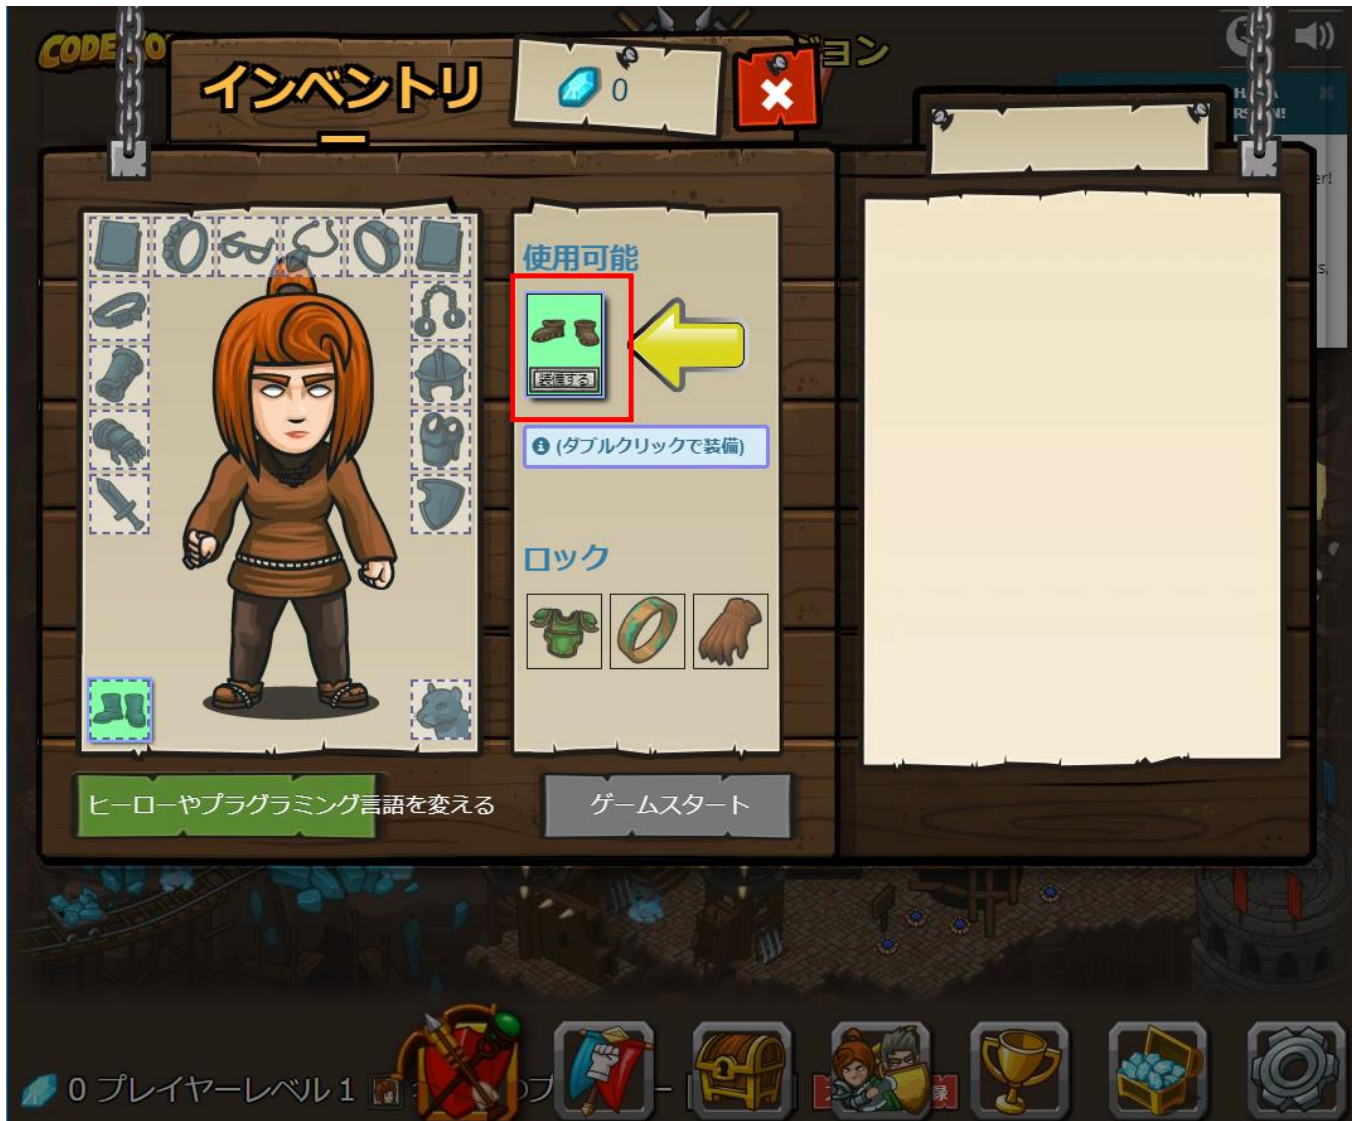 インベントリ
0
使用可能
装備する
(ダブルクリックで装備)
ロック
ヒーローやプラグラミング言語を変える
ゲームスタート
0 プレイヤーレベル 1